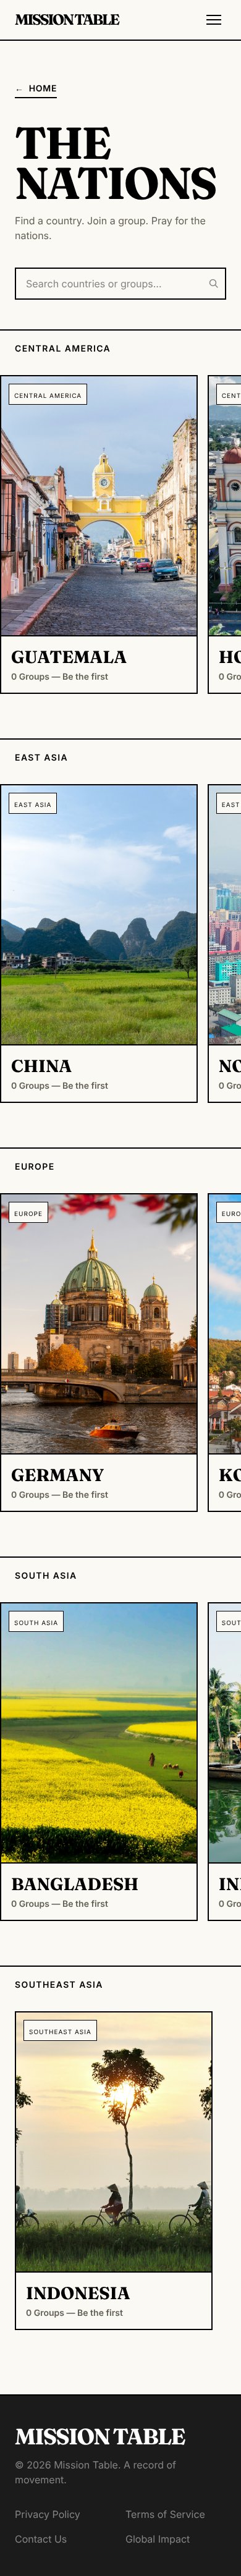 MISSION TABLE
← HOME
THE
NATIONS
Find a country. Join a group. Pray for the
nations.
Search countries or groups...
CENTRAL AMERICA
CENTRAL AMERICA
GUATEMALA
0 Groups — Be the first
EAST ASIA
EAST ASIA
EAST
CHINA
0 Groups — Be the first
EUROPE
EUROPE
GERMANY
0 Groups — Be the first
SOUTH ASIA
SOUTH ASIA
BANGLADESH
0 Groups — Be the first
SOUTHEAST ASIA
SOUTHEAST ASIA
INDONESIA
0 Groups — Be the first
MISSION TABLE
© 2026 Mission Table. A record of
movement.
Privacy Policy
Terms of Service
Contact Us
Global Impact